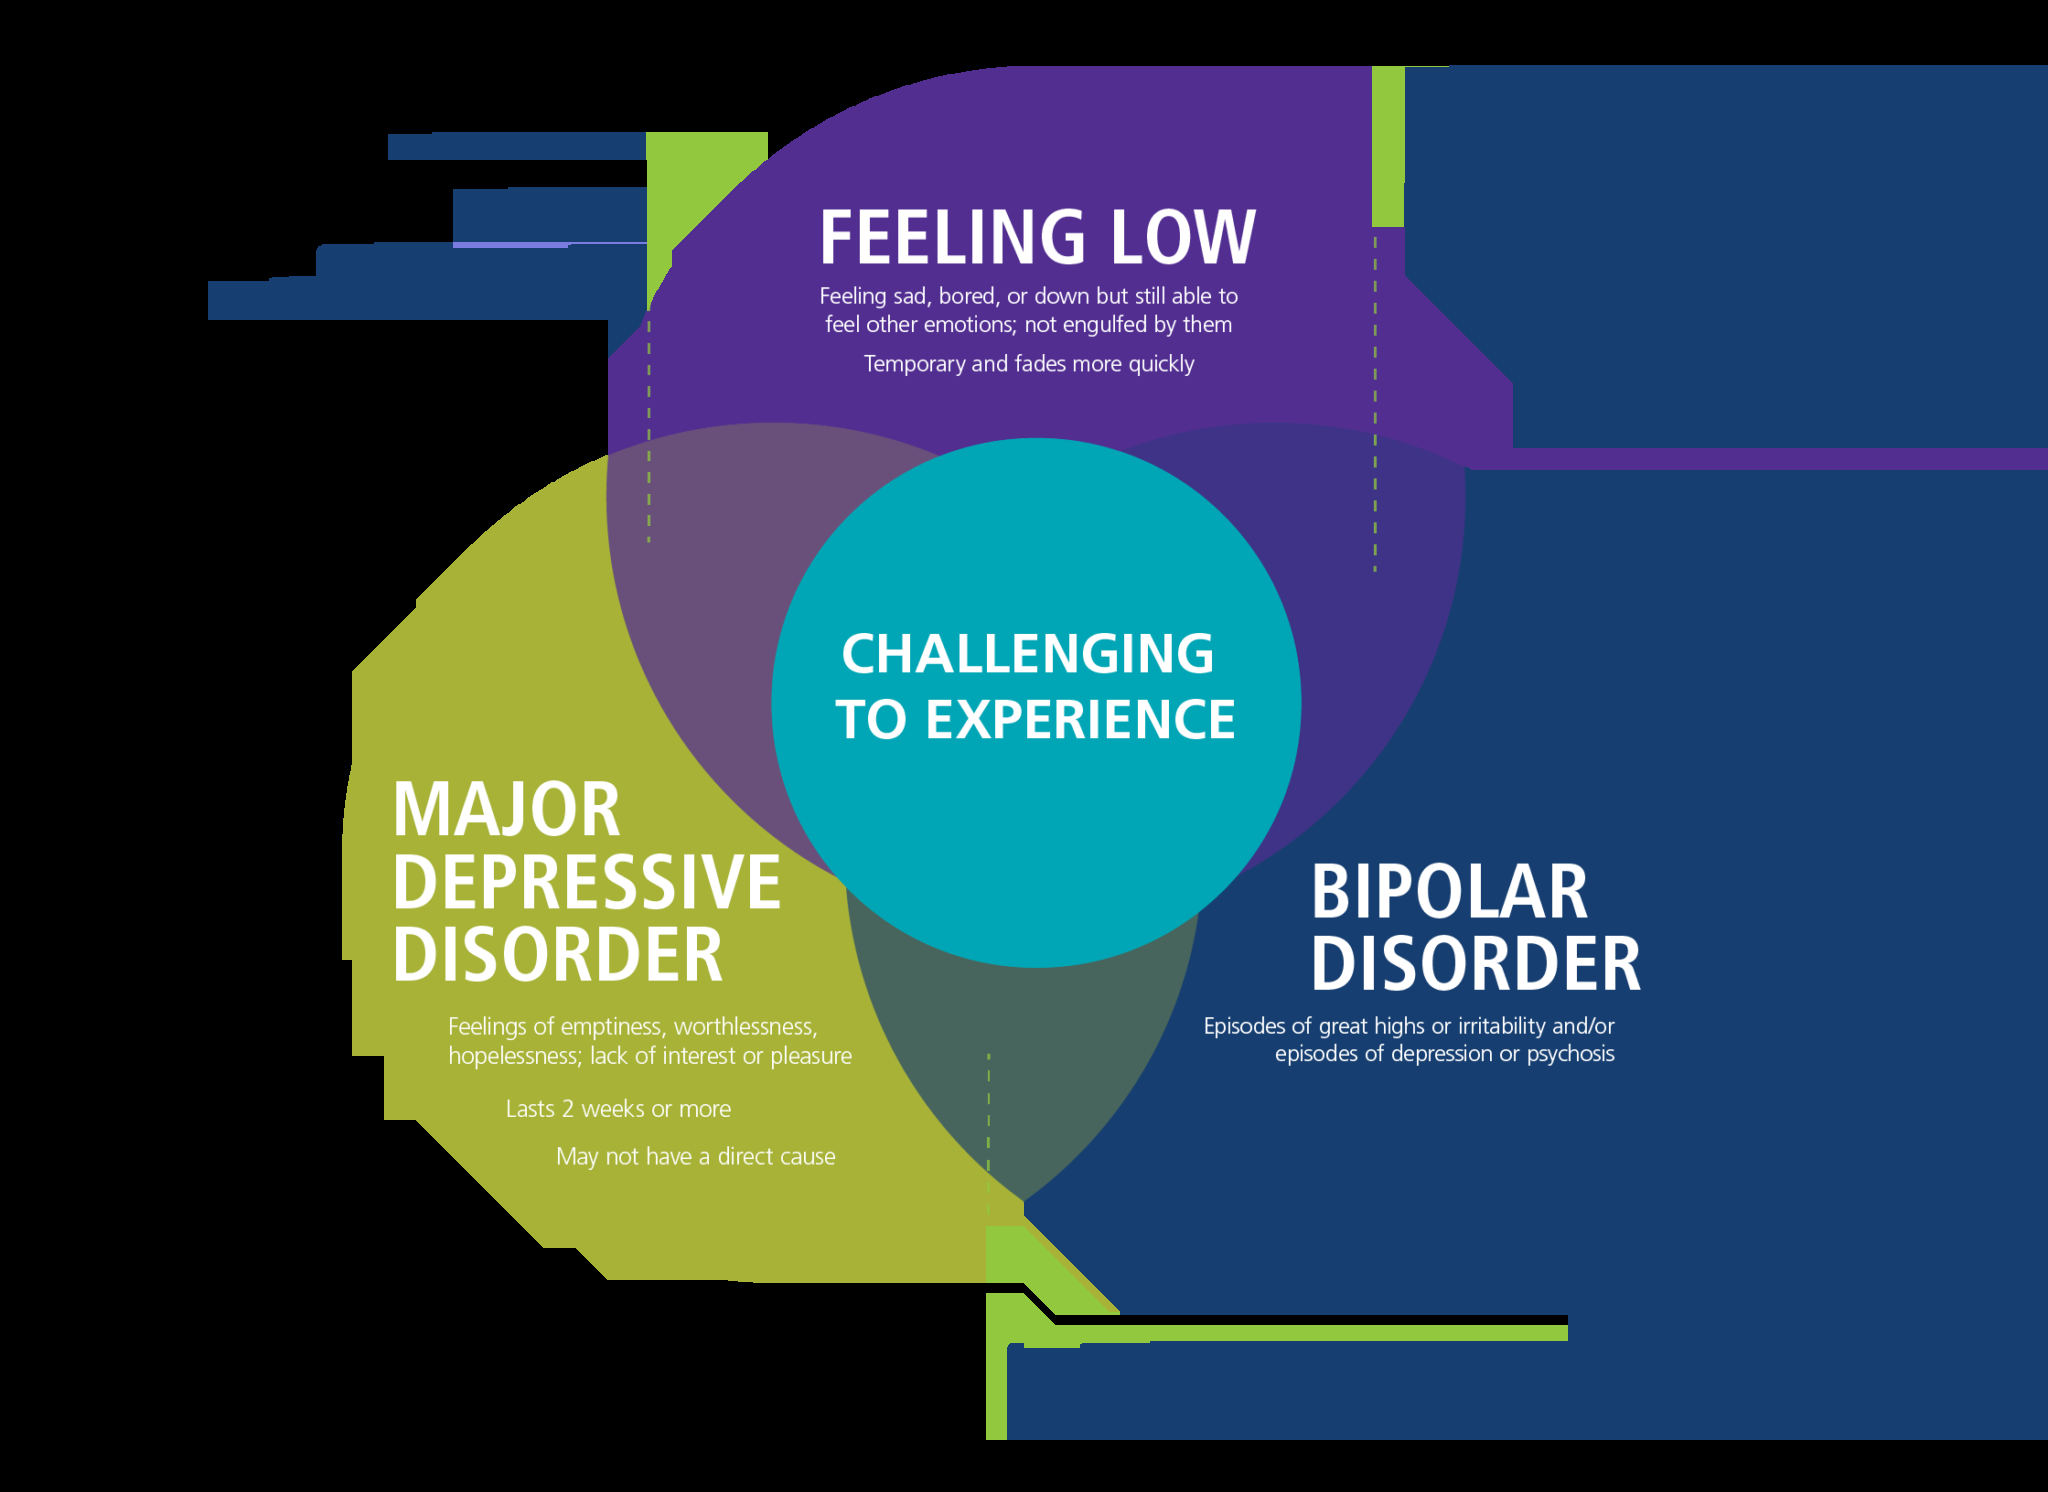 FEELING LOW
Feeling sad, bored, or down but still able to
feel other emotions; not engulfed by them
Temporary and fades more quickly
CHALLENGING
TO EXPERIENCE
MAJOR
DEPRESSIVE
DISORDER
Feelings of emptiness, worthlessness,
hopelessness; lack of interest or pleasure
Lasts 2 weeks or more
May not have a direct cause
BIPOLAR
DISORDER
Episodes of great highs or irritability and/or
episodes of depression or psychosis